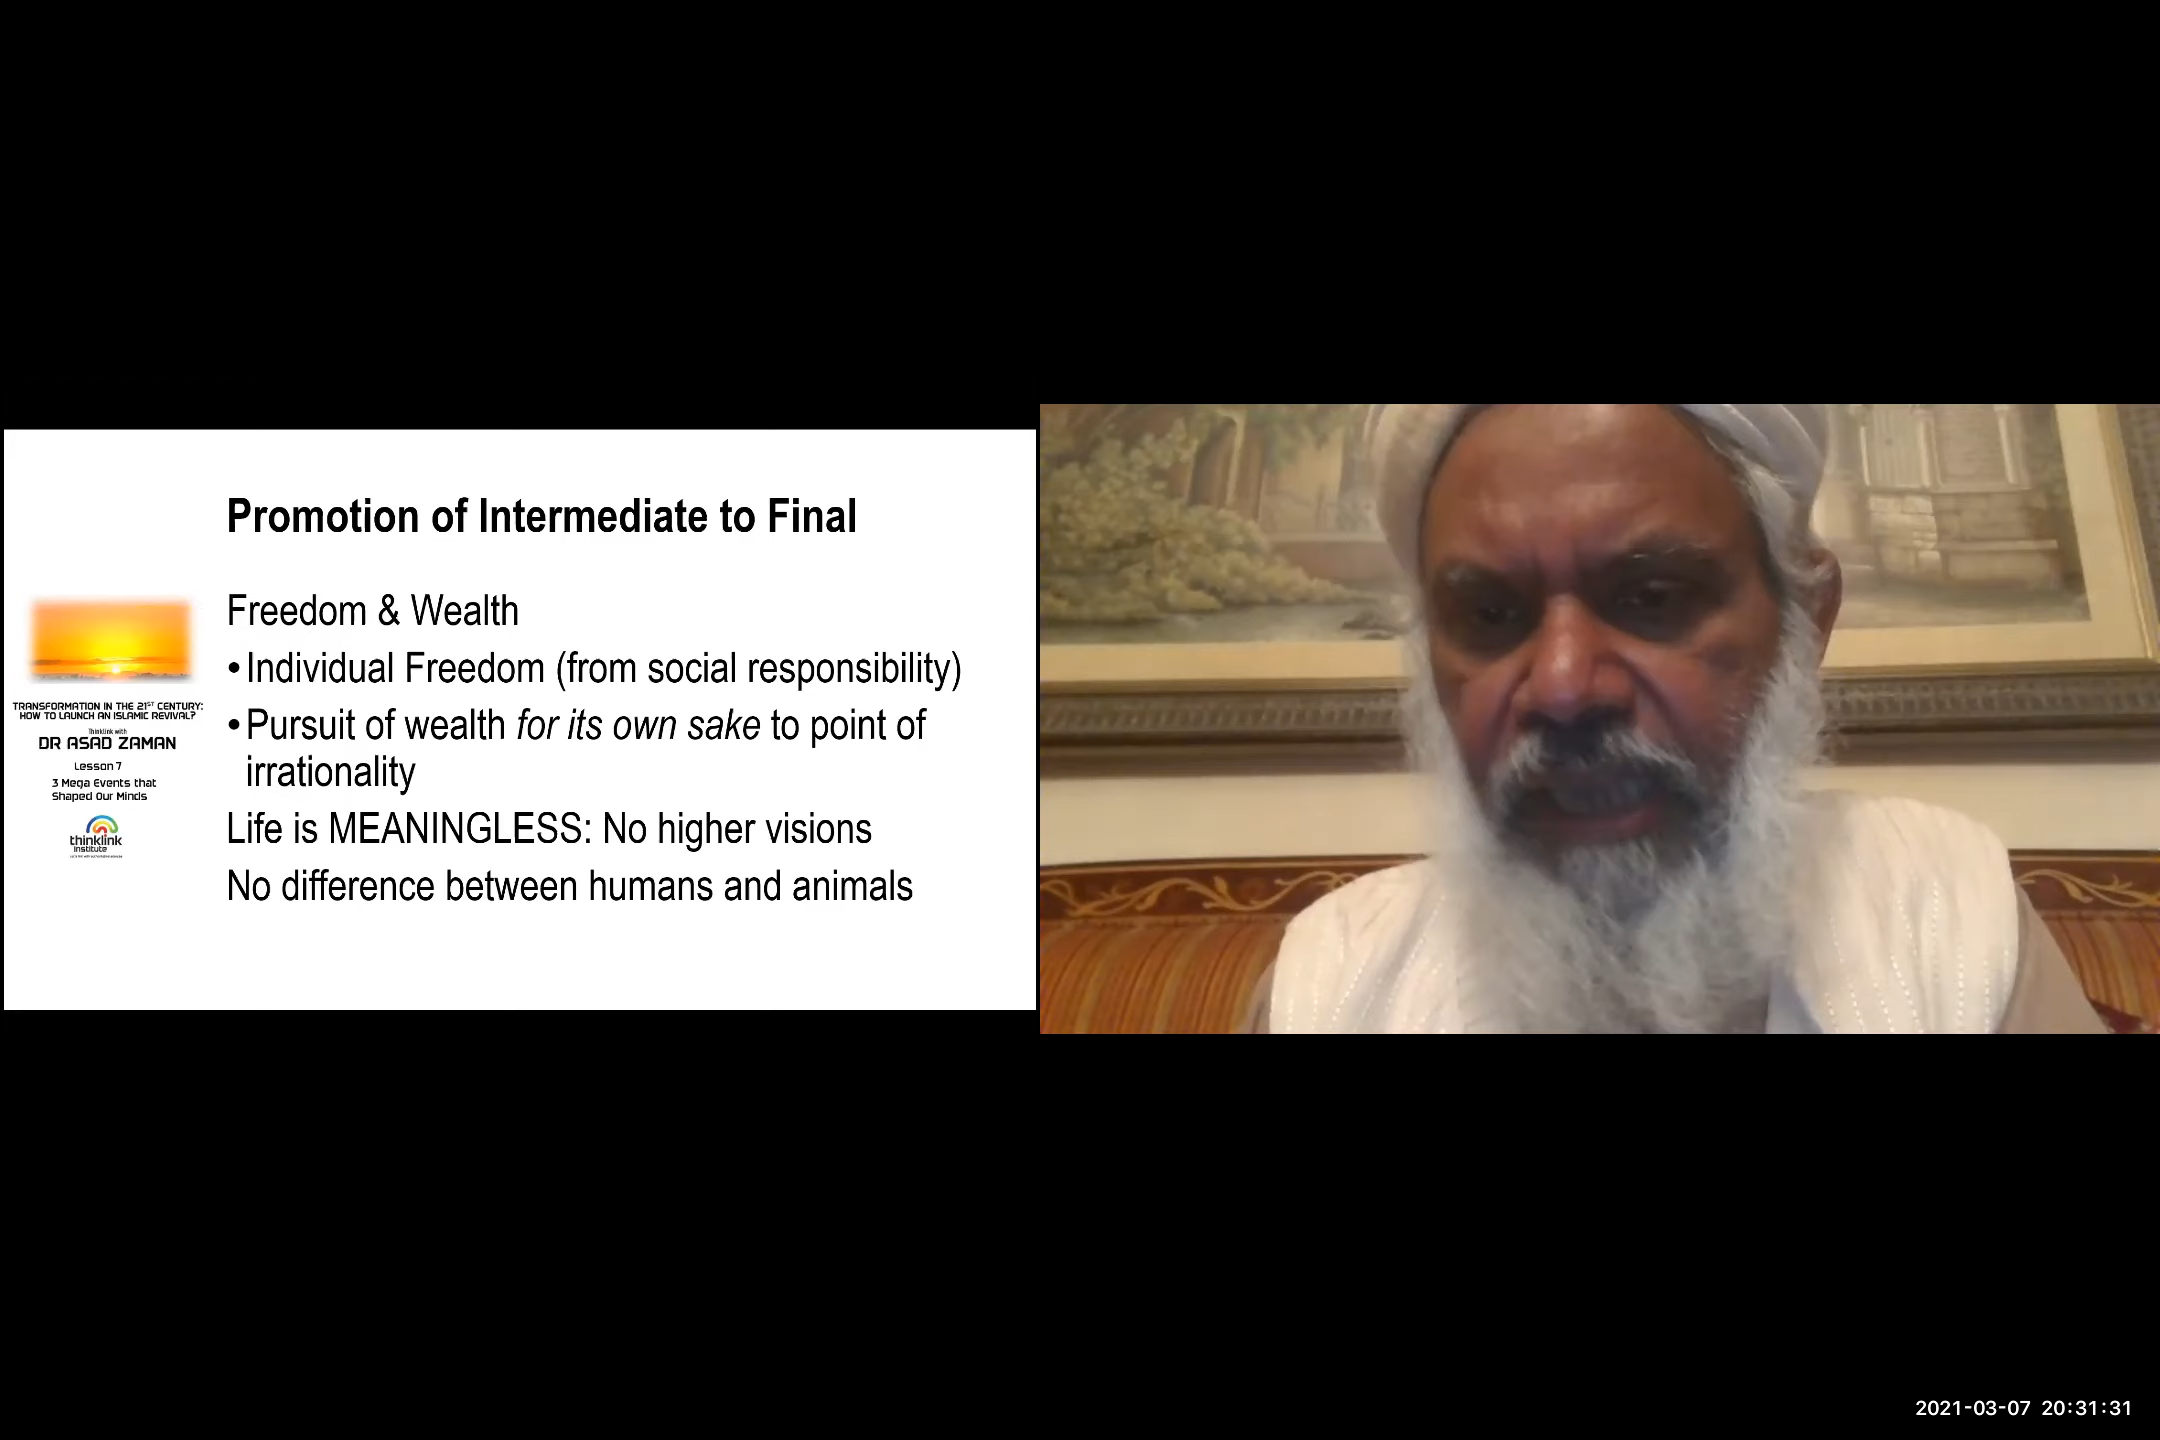 Promotion of Intermediate to Final
Freedom & Wealth
•Individual Freedom (from social responsibility)
•Pursuit of wealth for its own sake to point of
irrationality
Life is MEANINGLESS: No higher visions
No difference between humans and animals
TRANSFORMATION IN THE 21ST CENTURY:
HOW TO LAUNCH AN ISLAMIC REVIVAL?
Thinklink with
DR ASAD ZAMAN
Lesson 7
3 Mega Events that
Shaped Our Minds
thinklink
institute
2021-03-07 20:31:31